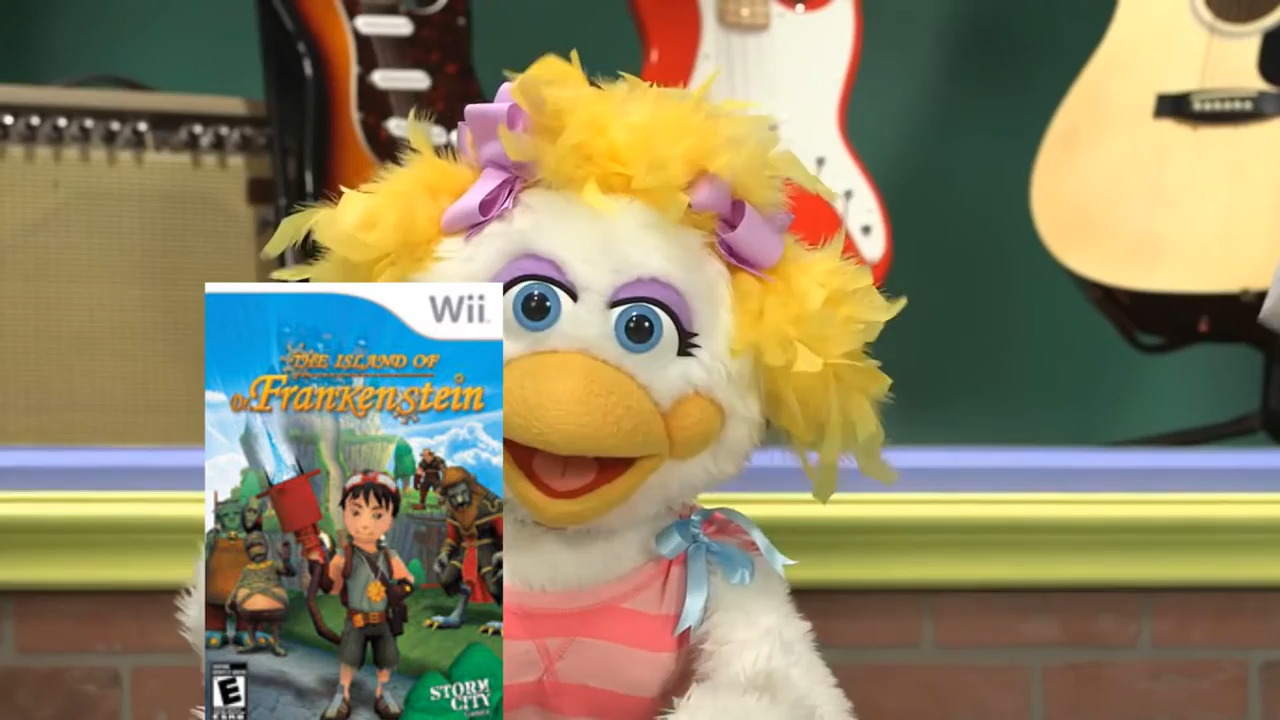 Wii
THE ISLAND OF
Dr. Frankenstein
E
STORM
CITY